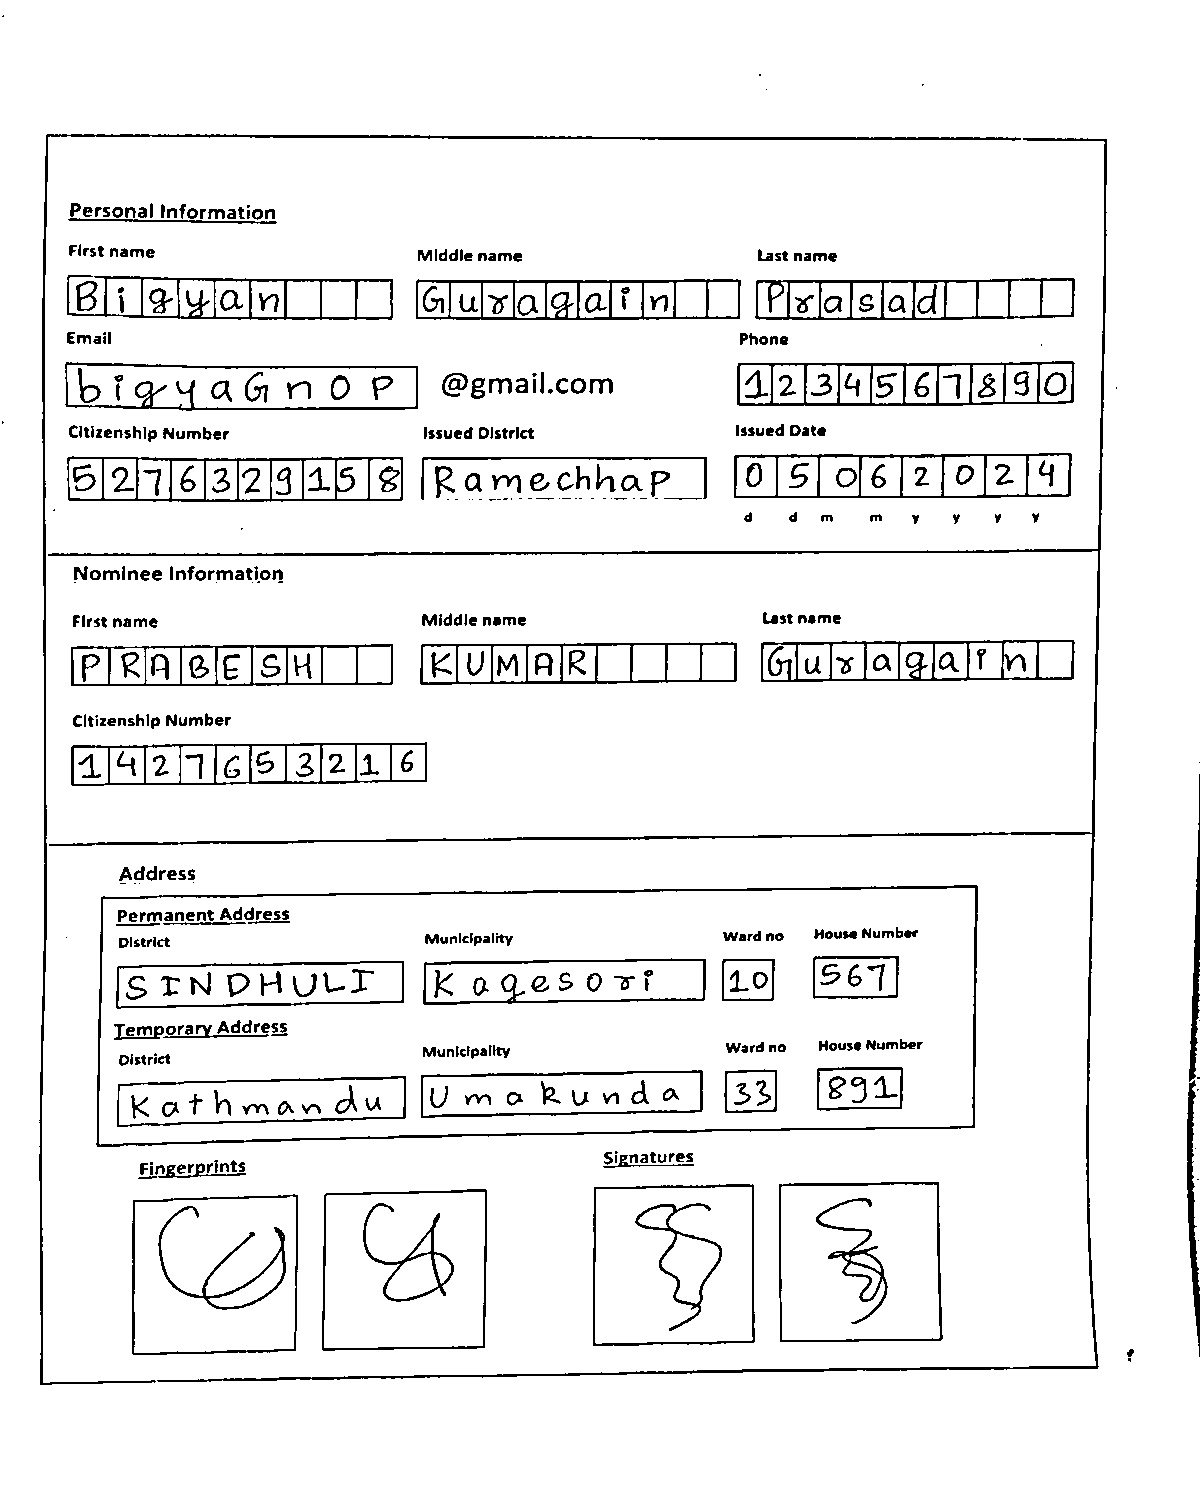 Personal Information
First name Middle name Last name
Bigyan Guragain Prasad
Email Phone
bigyaGnOP @gmail.com 1234567890
Citizenship Number Issued District Issued Date
5276329158 Ramechhap 05062024
d d m m y y y y
Nominee Information
First name Middle name Last name
PRABESH KUMAR Guragain
Citizenship Number
1427653216
Address
Permanent Address
District Municipality Ward no House Number
SINDHULI Kagesori 10 567
Temporary Address
District Municipality Ward no House Number
Kathmandu Umakunda 33 891
Fingerprints Signatures